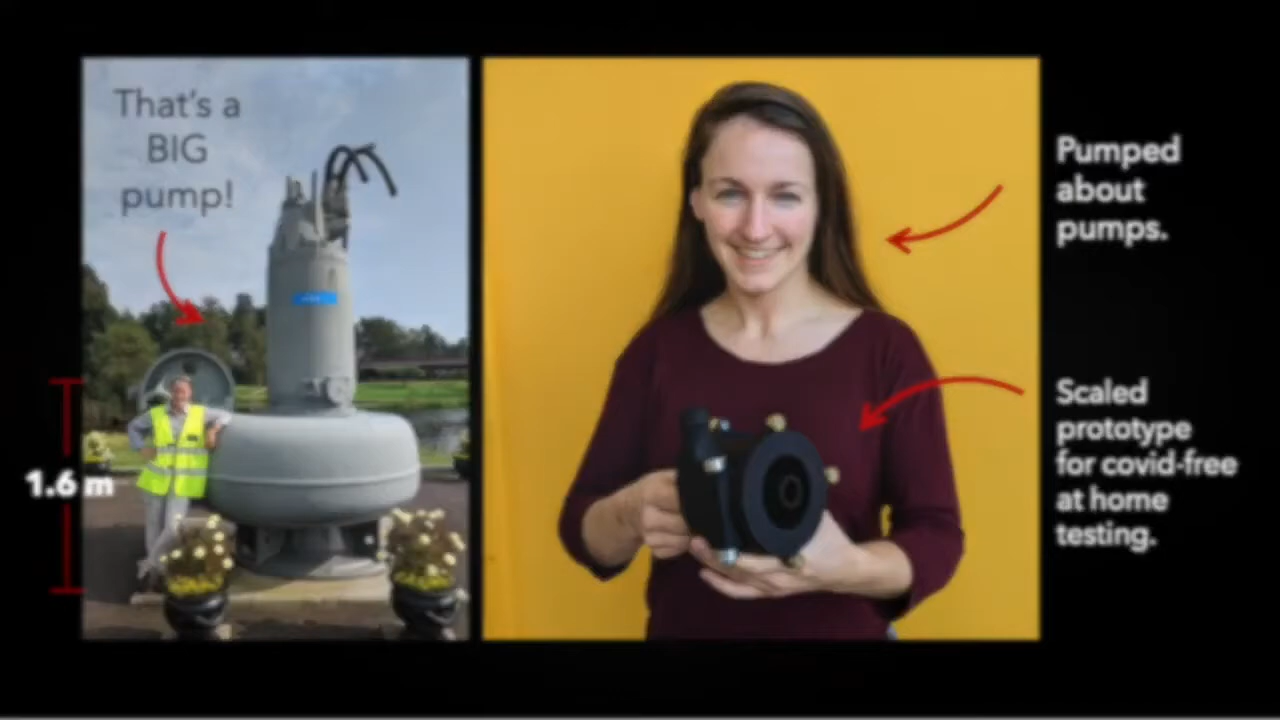 That's a
BIG
pump!
1.6 m
Pumped
about
pumps.
Scaled
prototype
for covid-free
at home
testing.